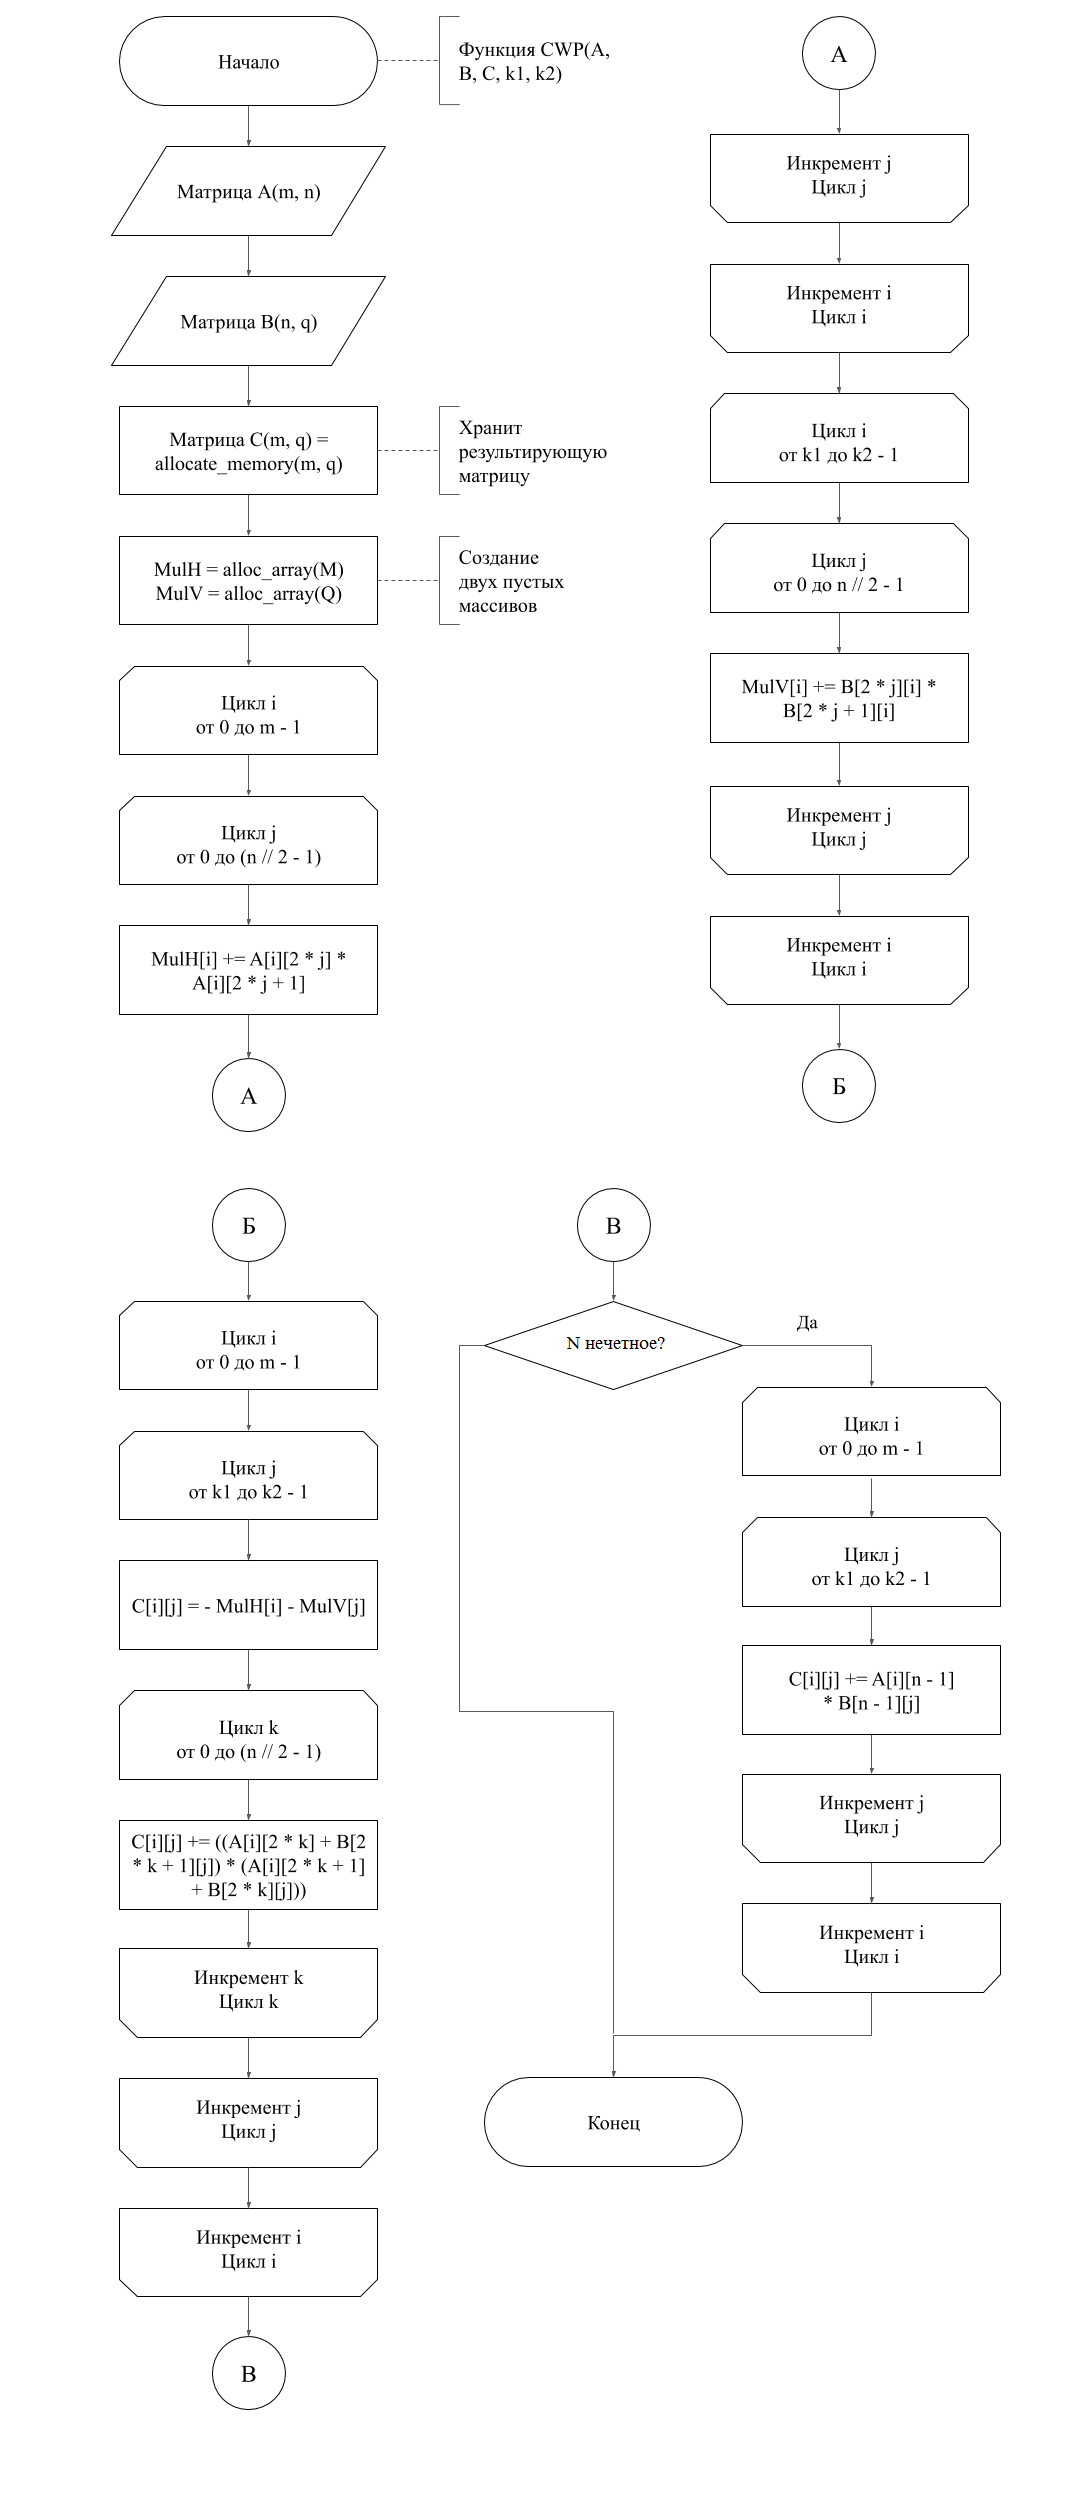 Начало
Функция CWP(A,
B, C, k1, k2)
Матрица A(m, n)
Матрица B(n, q)
Матрица C(m, q) =
allocate_memory(m, q)
Хранит
результирующую
матрицу
MulH = alloc_array(M)
MulV = alloc_array(Q)
Создание
двух пустых
массивов
Цикл i
от 0 до m - 1
Цикл j
от 0 до (n // 2 - 1)
MulH[i] += A[i][2 * j] *
A[i][2 * j + 1]
А
А
Инкремент j
Цикл j
Инкремент i
Цикл i
Цикл i
от k1 до k2 - 1
Цикл j
от 0 до n // 2 - 1
MulV[i] += B[2 * j][i] *
B[2 * j + 1][i]
Инкремент j
Цикл j
Инкремент i
Цикл i
Б
Б
Цикл i
от 0 до m - 1
Цикл j
от k1 до k2 - 1
C[i][j] = - MulH[i] - MulV[j]
Цикл k
от 0 до (n // 2 - 1)
C[i][j] += ((A[i][2 * k] + B[2
* k + 1][j]) * (A[i][2 * k + 1]
+ B[2 * k][j]))
Инкремент k
Цикл k
Инкремент j
Цикл j
Инкремент i
Цикл i
В
В
N нечетное?
Да
Цикл i
от 0 до m - 1
Цикл j
от k1 до k2 - 1
C[i][j] += A[i][n - 1]
* B[n - 1][j]
Инкремент j
Цикл j
Инкремент i
Цикл i
Конец